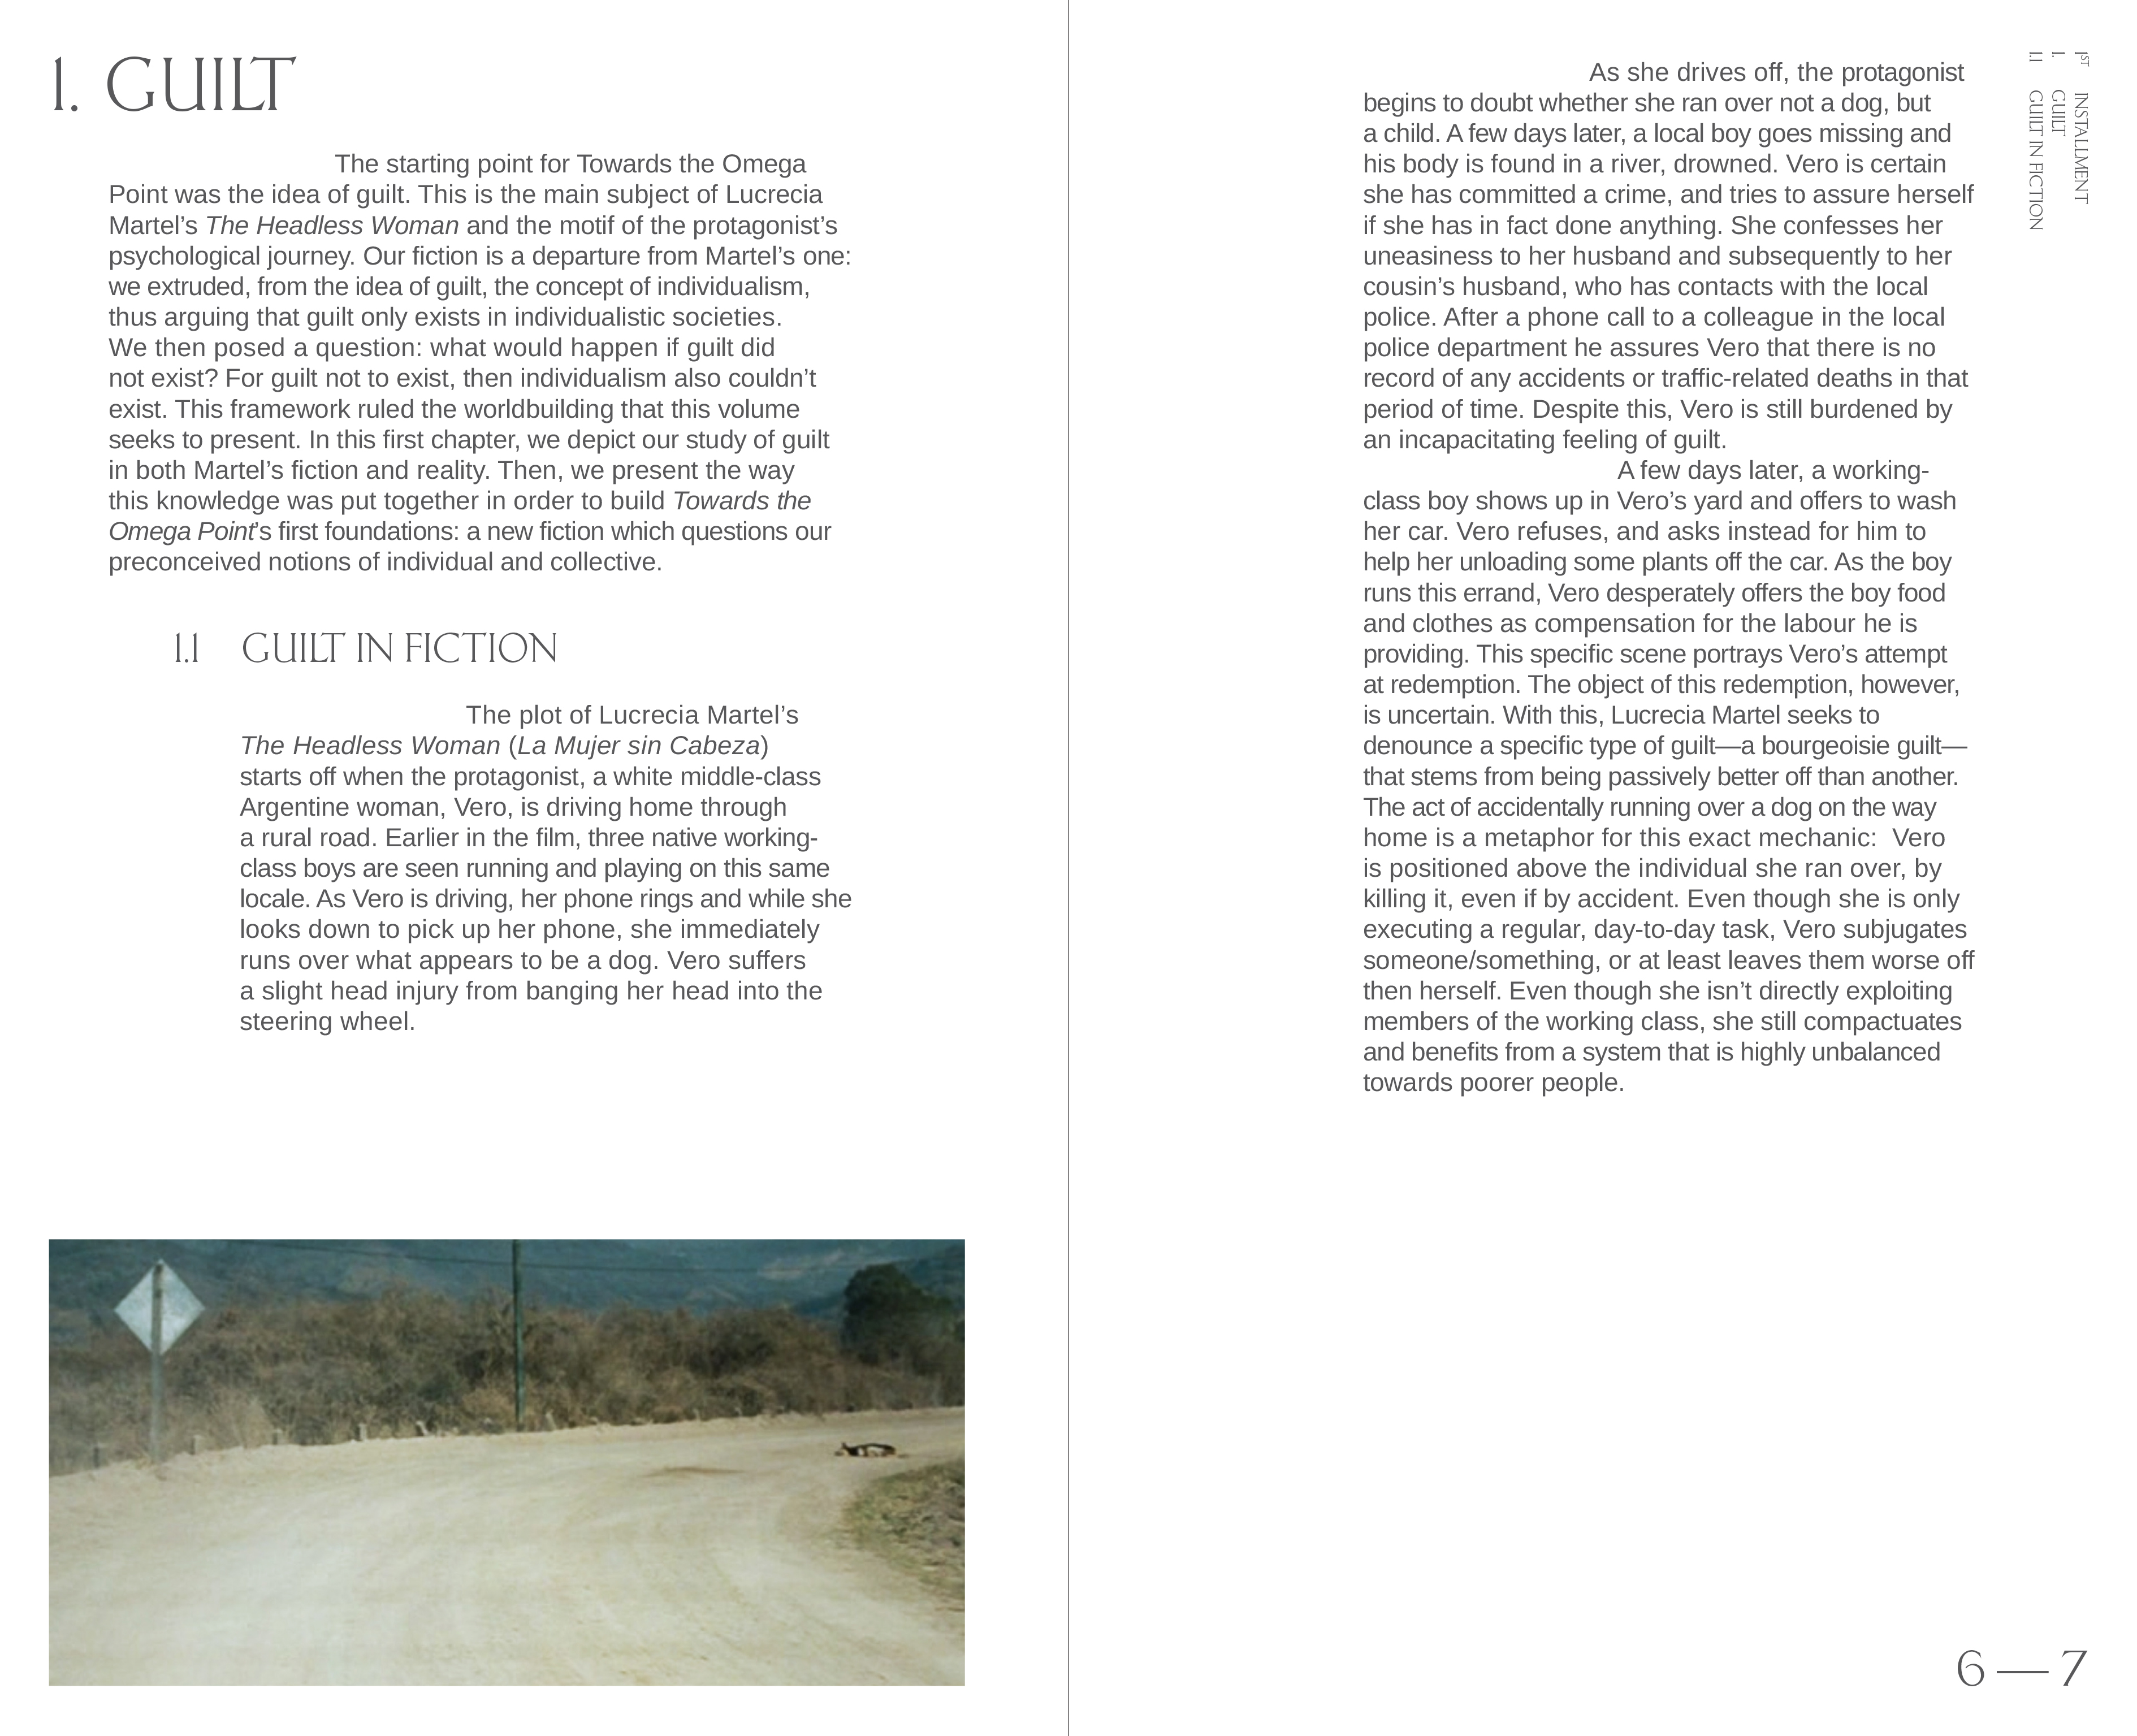 1. GUILT
The starting point for Towards the Omega
Point was the idea of guilt. This is the main subject of Lucrecia
Martel’s The Headless Woman and the motif of the protagonist’s
psychological journey. Our fiction is a departure from Martel’s one:
we extruded, from the idea of guilt, the concept of individualism,
thus arguing that guilt only exists in individualistic societies.
We then posed a question: what would happen if guilt did
not exist? For guilt not to exist, then individualism also couldn’t
exist. This framework ruled the worldbuilding that this volume
seeks to present. In this first chapter, we depict our study of guilt
in both Martel’s fiction and reality. Then, we present the way
this knowledge was put together in order to build Towards the
Omega Point’s first foundations: a new fiction which questions our
preconceived notions of individual and collective.
1.1 GUILT IN FICTION
The plot of Lucrecia Martel’s
The Headless Woman (La Mujer sin Cabeza)
starts off when the protagonist, a white middle-class
Argentine woman, Vero, is driving home through
a rural road. Earlier in the film, three native working-
class boys are seen running and playing on this same
locale. As Vero is driving, her phone rings and while she
looks down to pick up her phone, she immediately
runs over what appears to be a dog. Vero suffers
a slight head injury from banging her head into the
steering wheel.
As she drives off, the protagonist
begins to doubt whether she ran over not a dog, but
a child. A few days later, a local boy goes missing and
his body is found in a river, drowned. Vero is certain
she has committed a crime, and tries to assure herself
if she has in fact done anything. She confesses her
uneasiness to her husband and subsequently to her
cousin’s husband, who has contacts with the local
police. After a phone call to a colleague in the local
police department he assures Vero that there is no
record of any accidents or traffic-related deaths in that
period of time. Despite this, Vero is still burdened by
an incapacitating feeling of guilt.
A few days later, a working-
class boy shows up in Vero’s yard and offers to wash
her car. Vero refuses, and asks instead for him to
help her unloading some plants off the car. As the boy
runs this errand, Vero desperately offers the boy food
and clothes as compensation for the labour he is
providing. This specific scene portrays Vero’s attempt
at redemption. The object of this redemption, however,
is uncertain. With this, Lucrecia Martel seeks to
denounce a specific type of guilt—a bourgeoisie guilt—
that stems from being passively better off than another.
The act of accidentally running over a dog on the way
home is a metaphor for this exact mechanic:  Vero
is positioned above the individual she ran over, by
killing it, even if by accident. Even though she is only
executing a regular, day-to-day task, Vero subjugates
someone/something, or at least leaves them worse off
then herself. Even though she isn’t directly exploiting
members of the working class, she still compactuates
and benefits from a system that is highly unbalanced
towards poorer people.
1ST INSTALLMENT
1. GUILT
1.1 GUILT IN FICTION
6 — 7